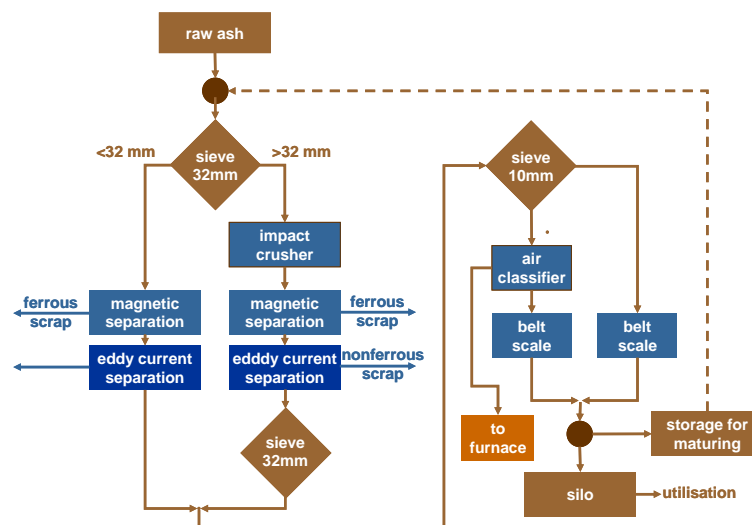 raw ash
<32 mm
>32 mm
sieve
32mm
impact
crusher
ferrous
scrap
magnetic
separation
magnetic
separation
ferrous
scrap
eddy current
separation
edddy current
separation
nonferrous
scrap
sieve
32mm
sieve
10mm
air
classifier
belt
scale
belt
scale
to
furnace
storage for
maturing
silo
utilisation